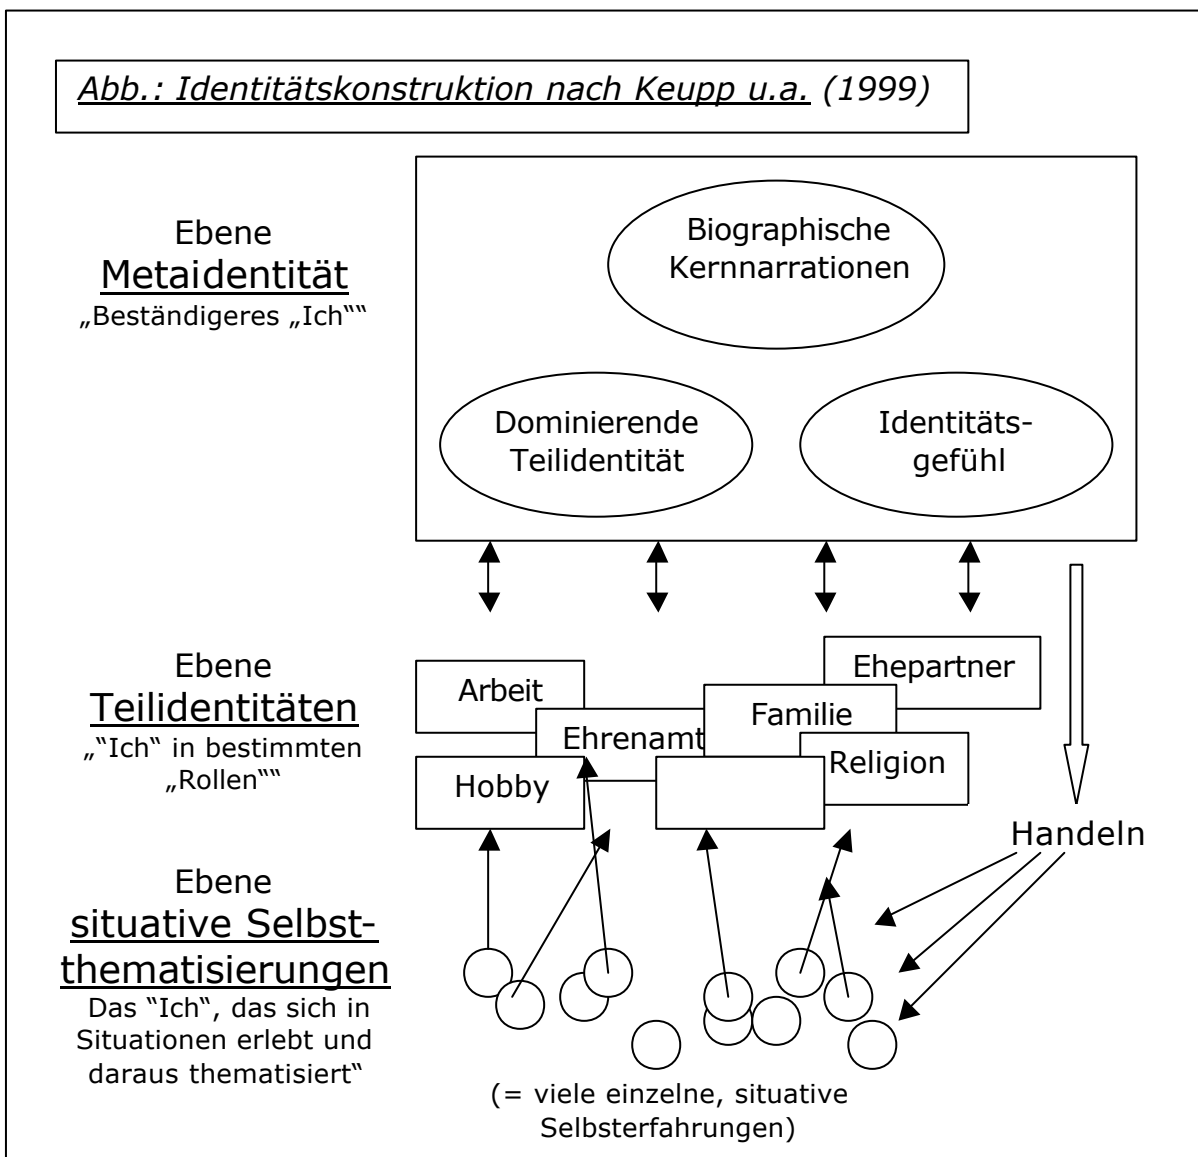 Abb.: Identitätskonstruktion nach Keupp u.a. (1999)
Ebene
Metaidentität
„Beständigeres „Ich““
Biographische
Kernnarrationen
Dominierende
Teilidentität
Identitäts-
gefühl
Ebene
Teilidentitäten
„“Ich“ in bestimmten
„Rollen““
Arbeit
Ehrenamt
Hobby
Ehepartner
Familie
Religion
Handeln
Ebene
situative Selbst-
thematisierungen
Das “Ich“, das sich in
Situationen erlebt und
daraus thematisiert“
(= viele einzelne, situative
Selbsterfahrungen)